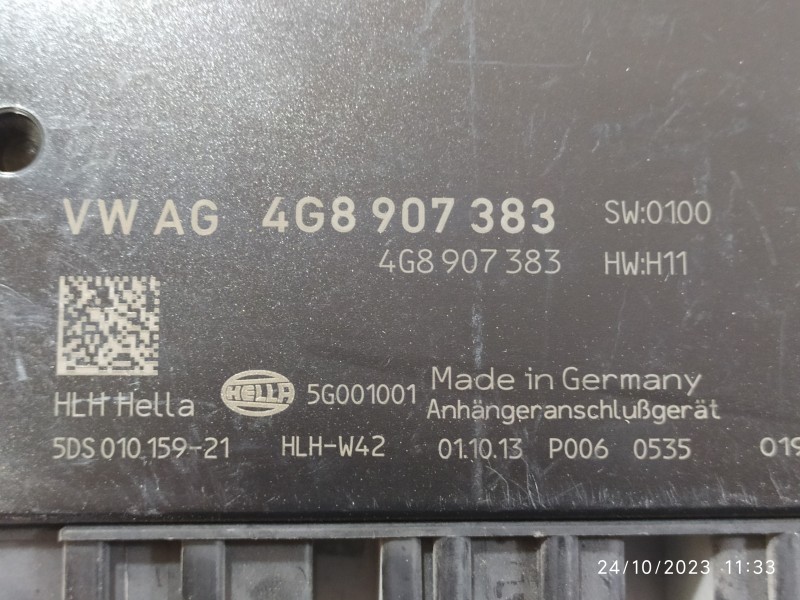 VW AG 4G8 907 383 SW:0100
4G8 907 383 HW:H11
HLH Hella HELLA 5G001001 Made in Germany
Anhängeranschlußgerät
5DS 010 159-21 HLH-W42 01.10.13 P006 0535 019
24/10/2023 11:33